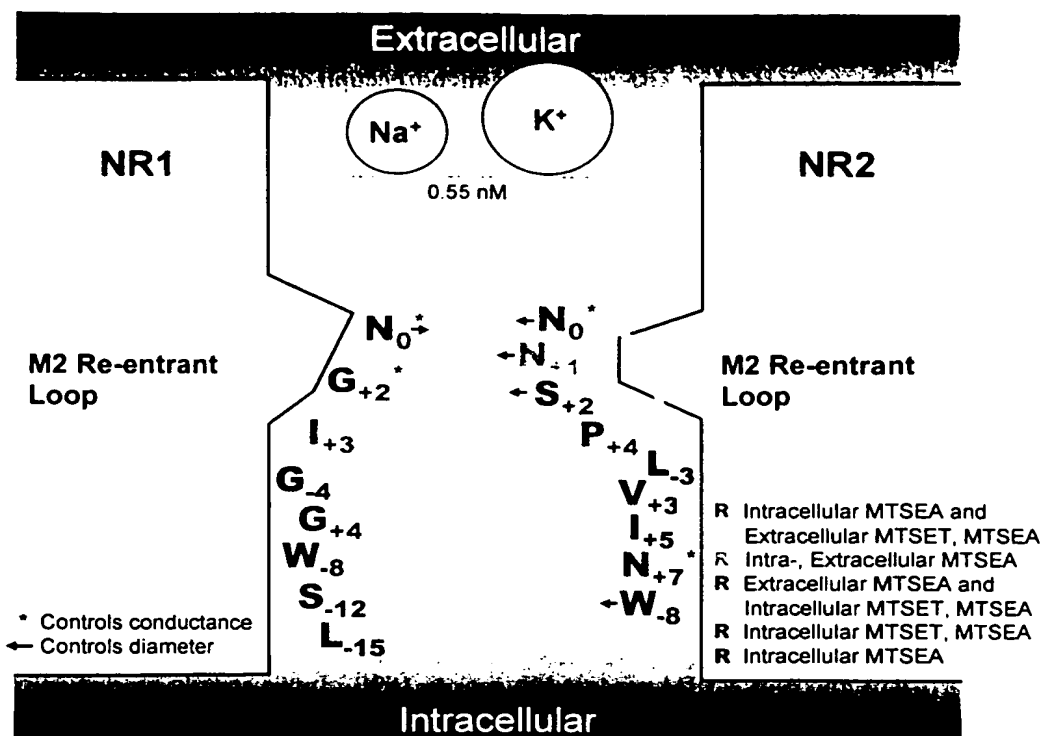 Extracellular
Na⁺
K⁺
0.55 nM
NR1
NR2
N₀*
G₊₂*
I₊₃
G₋₄
G₊₄
W₋₈
S₋₁₂
L₋₁₅
N₀*
N₊₁
S₊₂
P₊₄
L₋₃
V₊₃
I₊₅
N₊₇*
W₋₈
M2 Re-entrant
Loop
M2 Re-entrant
Loop
* Controls conductance
← Controls diameter
R Intracellular MTSEA and
Extracellular MTSET, MTSEA
R Intra-, Extracellular MTSEA
R Extracellular MTSEA and
Intracellular MTSET, MTSEA
R Intracellular MTSET, MTSEA
R Intracellular MTSEA
Intracellular